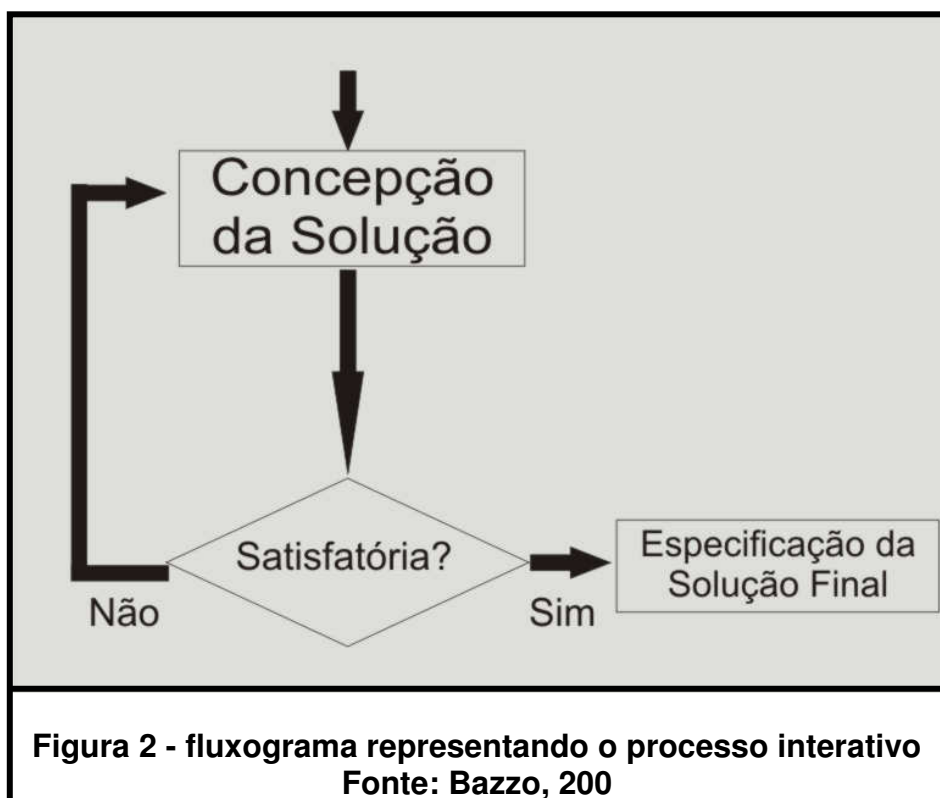 Concepção
da Solução
Satisfatória?
Não
Sim
Especificação da
Solução Final
Figura 2 - fluxograma representando o processo interativo
Fonte: Bazzo, 200